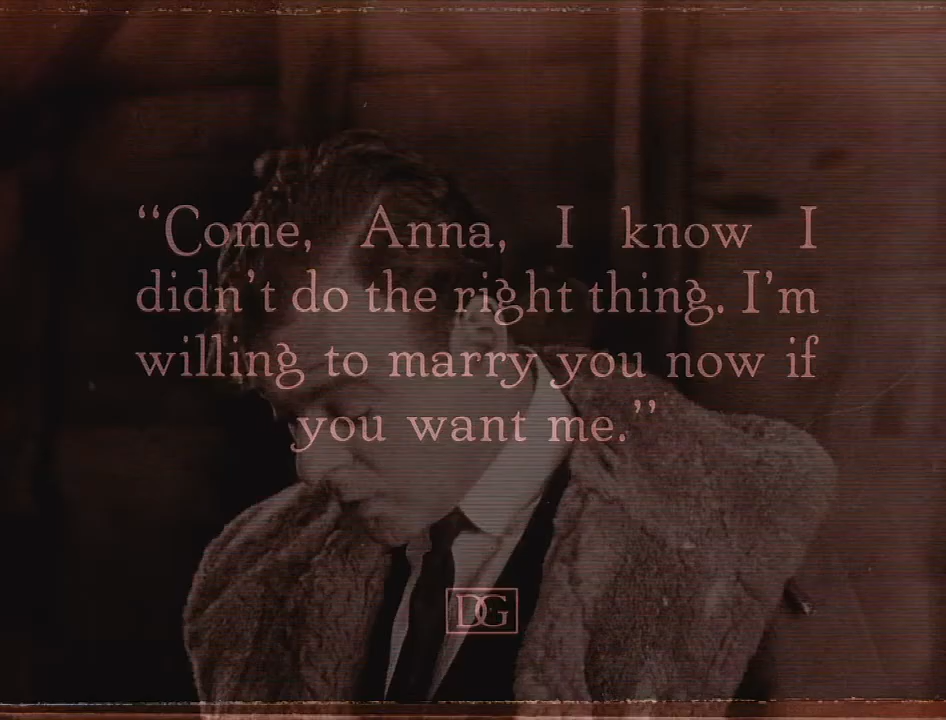 “Come, Anna, I know I
didn’t do the right thing. I’m
willing to marry you now if
you want me.”
DG